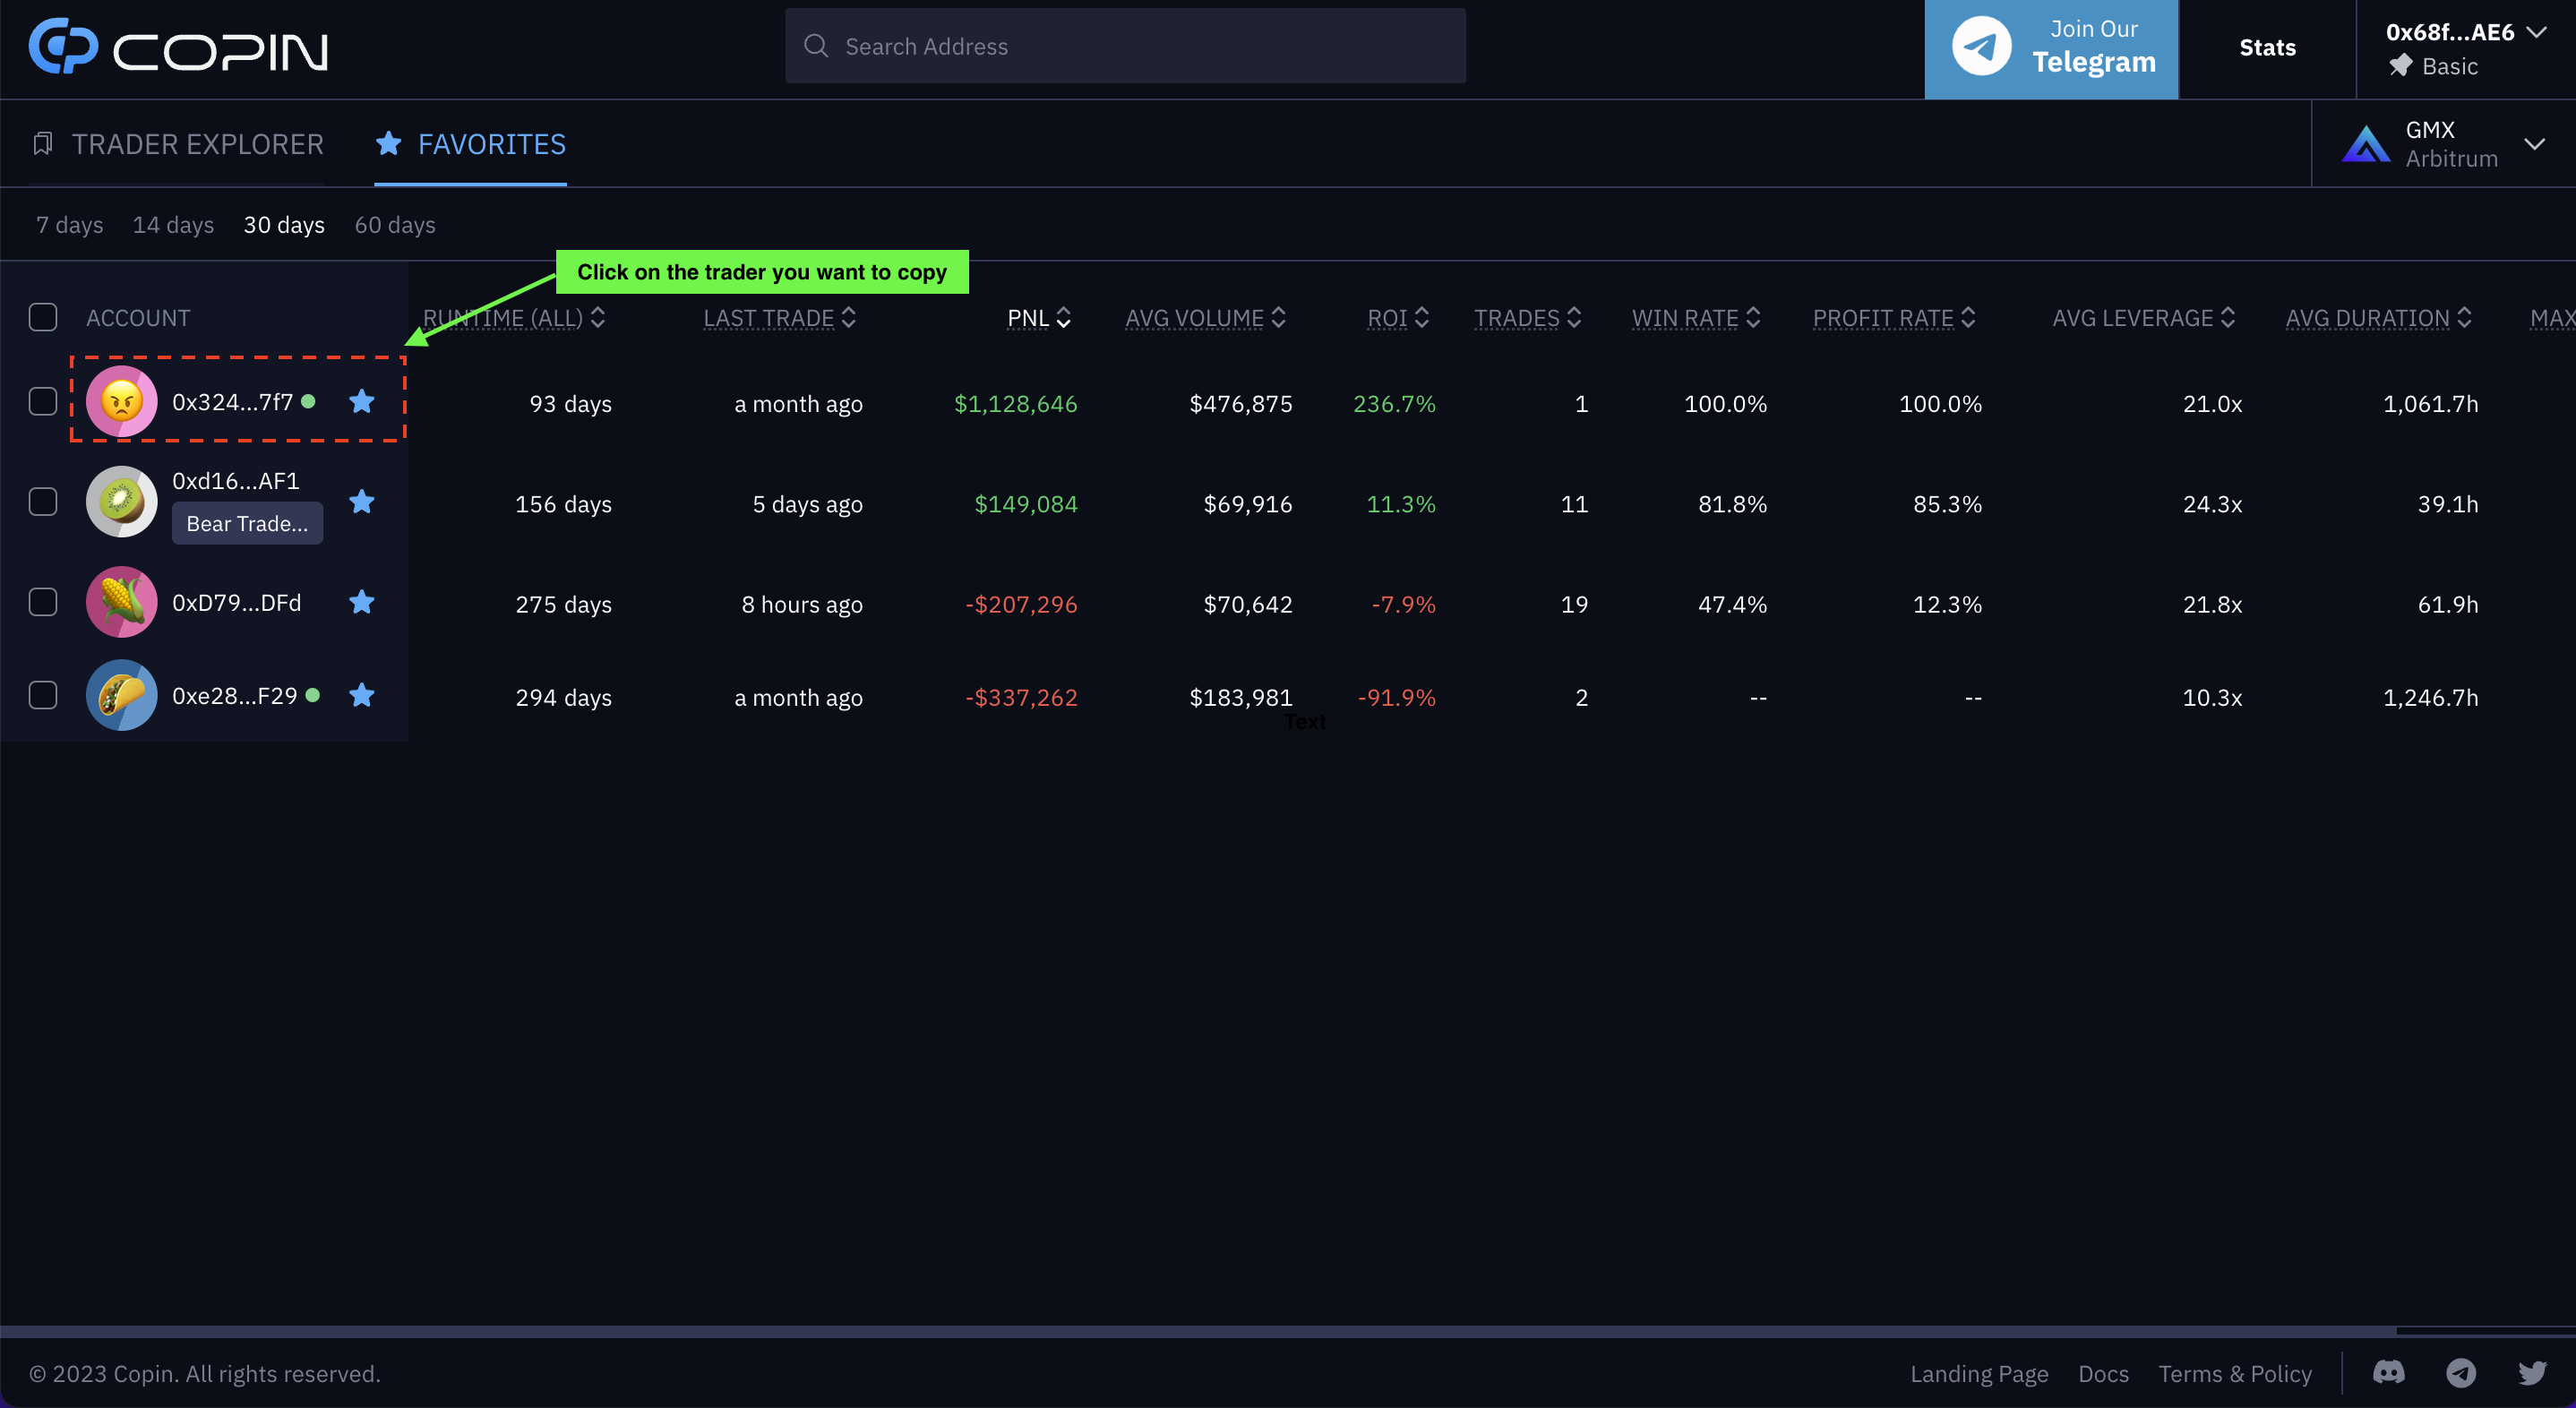 COPIN
Search Address
Join Our
Telegram
Stats
0x68f...AE6
Basic
TRADER EXPLORER
FAVORITES
GMX
Arbitrum
7 days 14 days 30 days 60 days
Click on the trader you want to copy
ACCOUNT RUNTIME (ALL) LAST TRADE PNL AVG VOLUME ROI TRADES WIN RATE PROFIT RATE AVG LEVERAGE AVG DURATION MAX
0x324...7f7 93 days a month ago $1,128,646 $476,875 236.7% 1 100.0% 100.0% 21.0x 1,061.7h
0xd16...AF1 156 days 5 days ago $149,084 $69,916 11.3% 11 81.8% 85.3% 24.3x 39.1h
Bear Trade...
0xD79...DFd 275 days 8 hours ago -$207,296 $70,642 -7.9% 19 47.4% 12.3% 21.8x 61.9h
0xe28...F29 294 days a month ago -$337,262 $183,981 -91.9% 2 -- -- 10.3x 1,246.7h
Text
© 2023 Copin. All rights reserved.
Landing Page Docs Terms & Policy